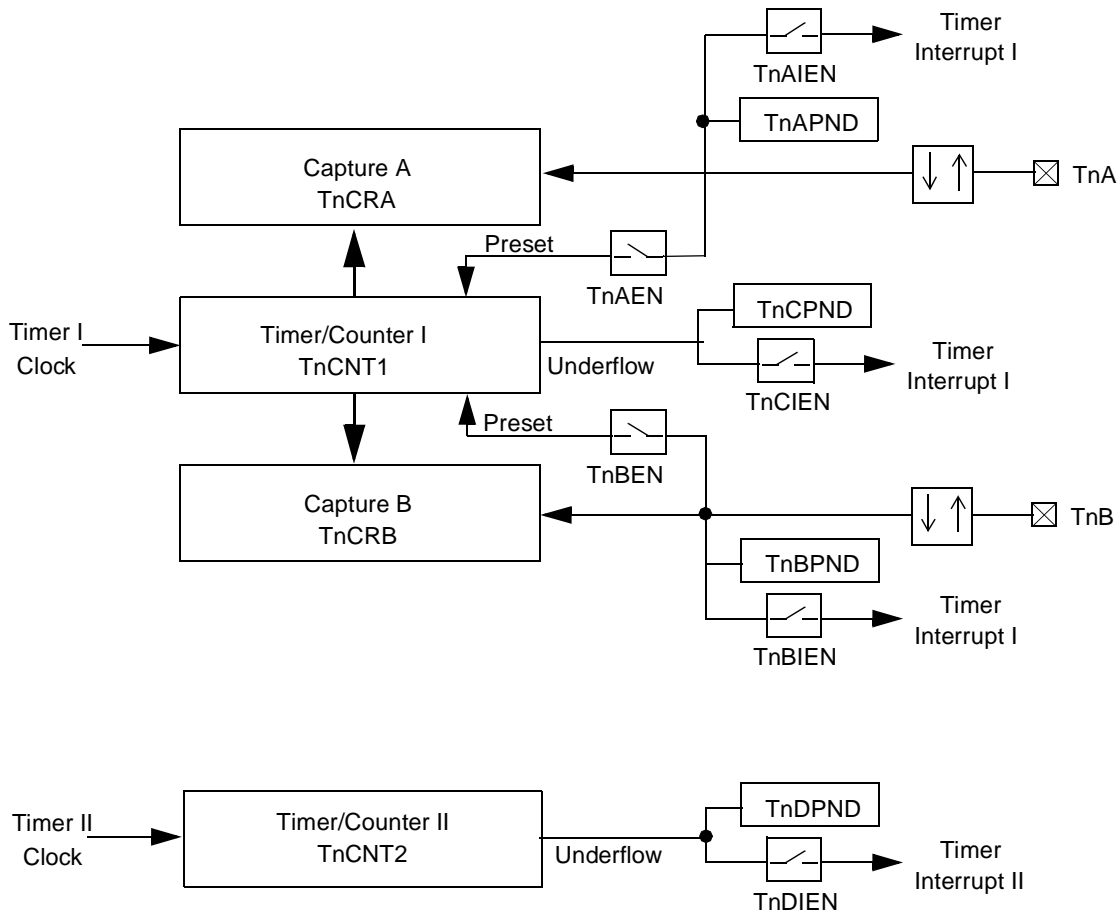 Timer
Interrupt I
TnAIEN
TnAPND
Capture A
TnCRA
TnA
Preset
TnAEN
TnCPND
Timer I
Clock
Timer/Counter I
TnCNT1
Underflow
Timer
Interrupt I
TnCIEN
Preset
TnBEN
Capture B
TnCRB
TnB
TnBPND
Timer
Interrupt I
TnBIEN
TnDPND
Timer II
Clock
Timer/Counter II
TnCNT2
Underflow
Timer
Interrupt II
TnDIEN